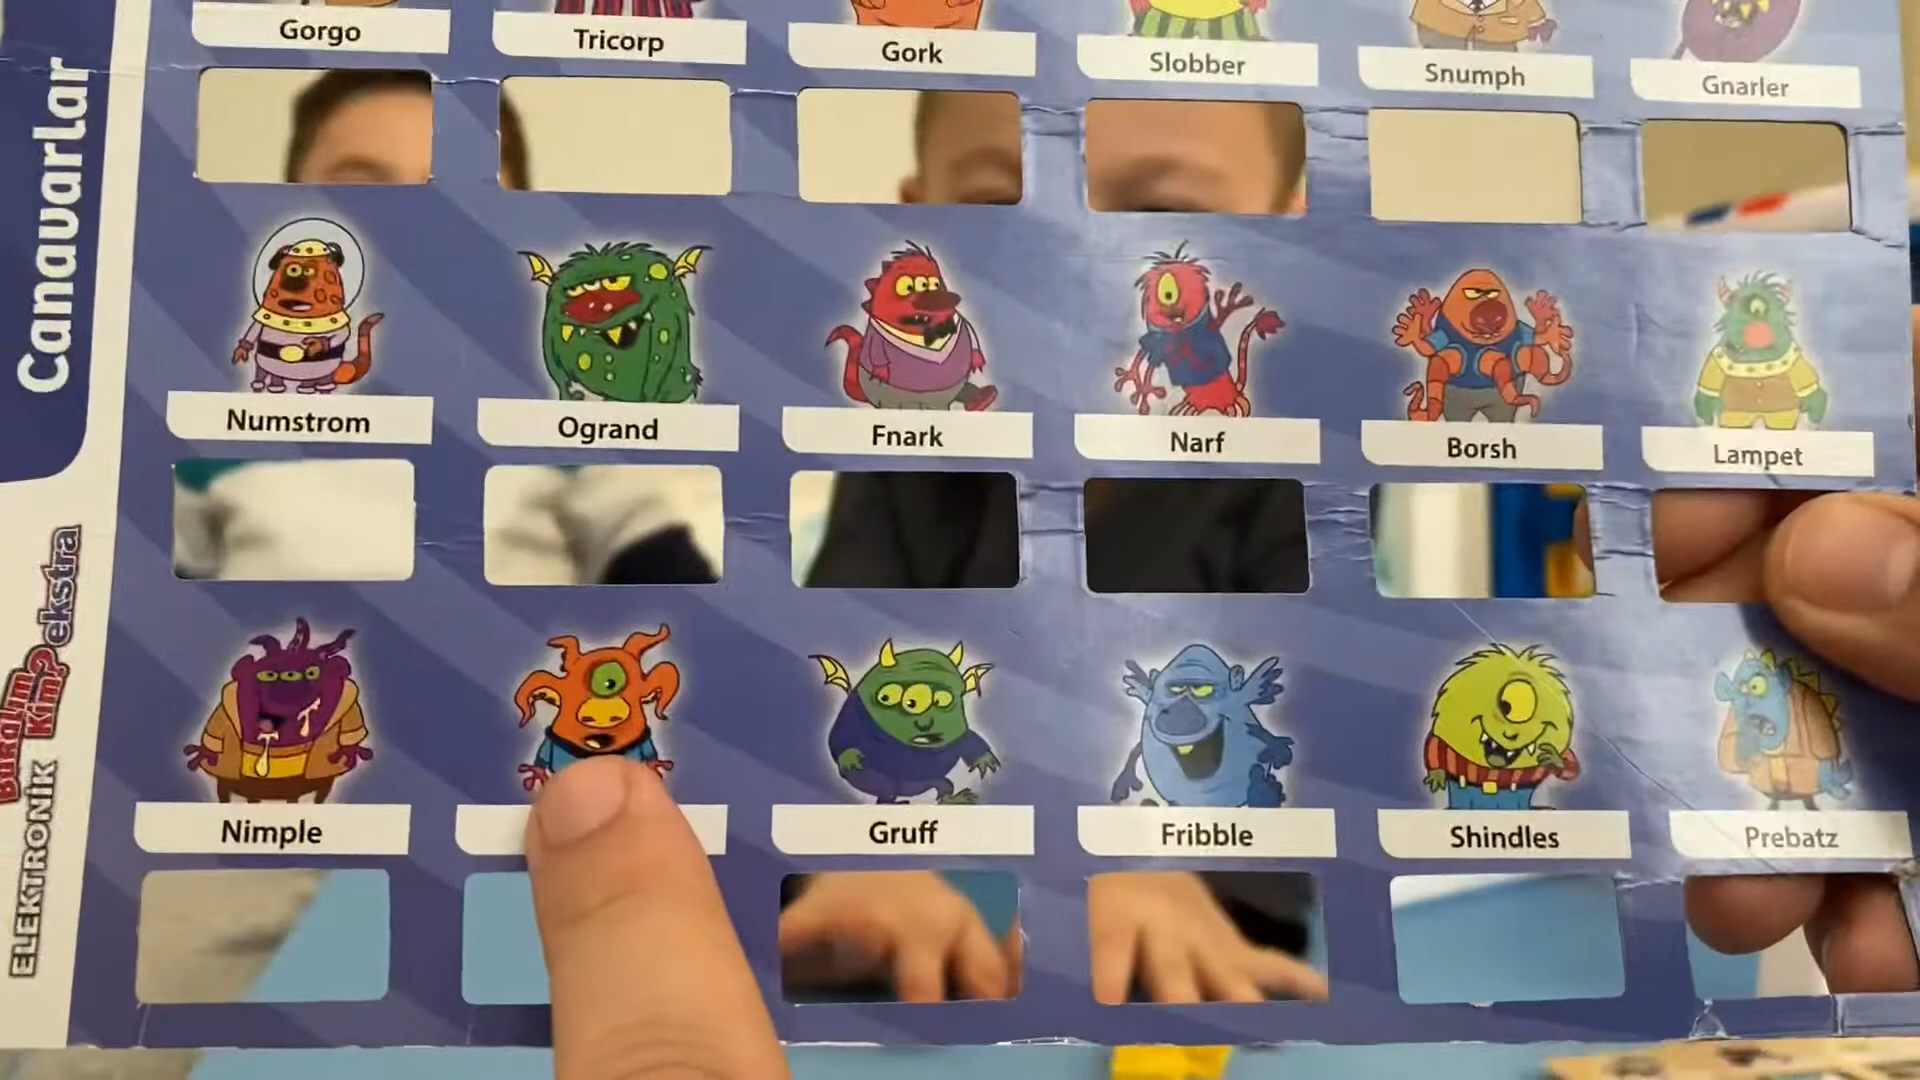 Gorgo
Tricorp
Gork
Slobber
Snumph
Gnarler
Canavarlar
Numstrom
Ogrand
Fnark
Narf
Borsh
Lampet
Nimple
Gruff
Fribble
Shindles
Prebatz
ELEKTRONİK
Bıraim Kim? ekstra